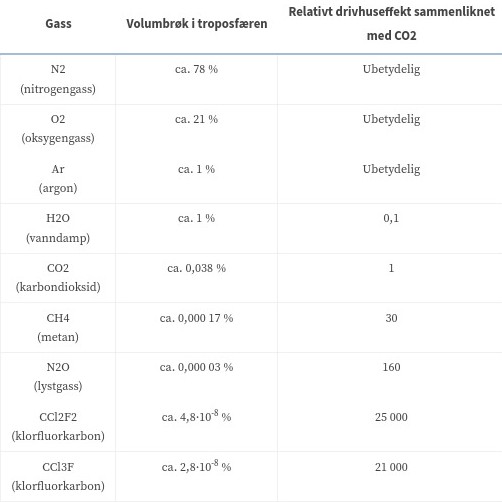 Gass Volumbrøk i troposfæren Relativt drivhuseffekt sammenliknet
med CO2
N2 ca. 78 % Ubetydelig
(nitrogengass)
O2 ca. 21 % Ubetydelig
(oksygengass)
Ar ca. 1 % Ubetydelig
(argon)
H2O ca. 1 % 0,1
(vanndamp)
CO2 ca. 0,038 % 1
(karbondioksid)
CH4 ca. 0,000 17 % 30
(metan)
N2O ca. 0,000 03 % 160
(lystgass)
CCl2F2 ca. 4,8·10⁻⁸ % 25 000
(klorfluorkarbon)
CCl3F ca. 2,8·10⁻⁸ % 21 000
(klorfluorkarbon)